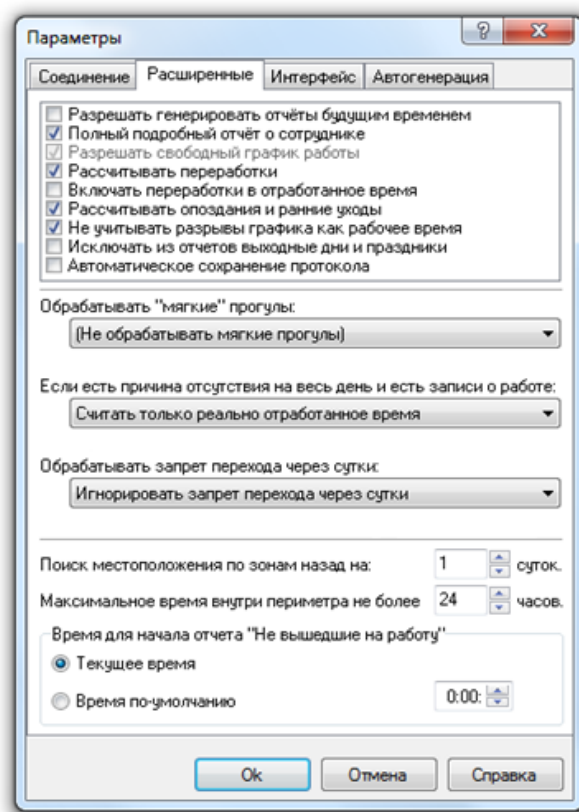 Параметры
Соединение Расширенные Интерфейс Автогенерация
Разрешать генерировать отчёты будущим временем
Полный подробный отчёт о сотруднике
Разрешать свободный график работы
Рассчитывать переработки
Включать переработки в отработанное время
Рассчитывать опоздания и ранние уходы
Не учитывать разрывы графика как рабочее время
Исключать из отчетов выходные дни и праздники
Автоматическое сохранение протокола
Обрабатывать "мягкие" прогулы:
(Не обрабатывать мягкие прогулы)
Если есть причина отсутствия на весь день и есть записи о работе:
Считать только реально отработанное время
Обрабатывать запрет перехода через сутки:
Игнорировать запрет перехода через сутки
Поиск местоположения по зонам назад на: 1 суток.
Максимальное время внутри периметра не более 24 часов.
Время для начала отчета "Не вышедшие на работу"
Текущее время
Время по-умолчанию 0:00:
Ok Отмена Справка